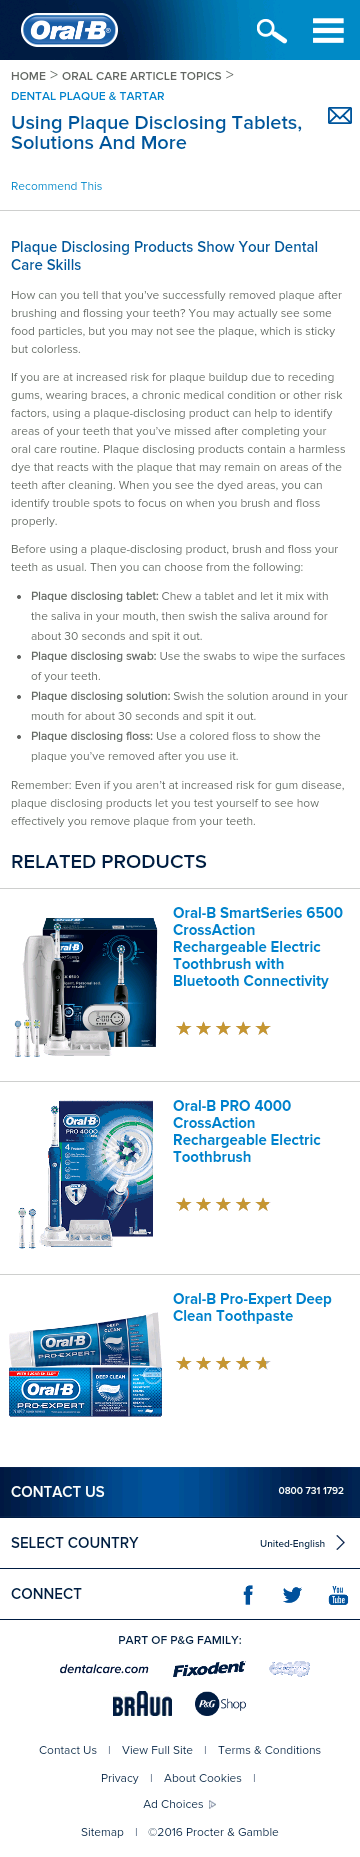 Oral-B
HOME > ORAL CARE ARTICLE TOPICS >
DENTAL PLAQUE & TARTAR
Using Plaque Disclosing Tablets,
Solutions And More
Recommend This
Plaque Disclosing Products Show Your Dental
Care Skills
How can you tell that you've successfully removed plaque after
brushing and flossing your teeth? You may actually see some
food particles, but you may not see the plaque, which is sticky
but colorless.
If you are at increased risk for plaque buildup due to receding
gums, wearing braces, a chronic medical condition or other risk
factors, using a plaque-disclosing product can help to identify
areas of your teeth that you've missed after completing your
oral care routine. Plaque disclosing products contain a harmless
dye that reacts with the plaque that may remain on areas of the
teeth after cleaning. When you see the dyed areas, you can
identify trouble spots to focus on when you brush and floss
properly.
Before using a plaque-disclosing product, brush and floss your
teeth as usual. Then you can choose from the following:
• Plaque disclosing tablet: Chew a tablet and let it mix with
the saliva in your mouth, then swish the saliva around for
about 30 seconds and spit it out.
• Plaque disclosing swab: Use the swabs to wipe the surfaces
of your teeth.
• Plaque disclosing solution: Swish the solution around in your
mouth for about 30 seconds and spit it out.
• Plaque disclosing floss: Use a colored floss to show the
plaque you've removed after you use it.
Remember: Even if you aren't at increased risk for gum disease,
plaque disclosing products let you test yourself to see how
effectively you remove plaque from your teeth.
RELATED PRODUCTS
Oral-B SmartSeries 6500
CrossAction
Rechargeable Electric
Toothbrush with
Bluetooth Connectivity
Oral-B
PRO 4000
Oral-B PRO 4000
CrossAction
Rechargeable Electric
Toothbrush
Oral-B Pro-Expert Deep
Clean Toothpaste
Oral-B
PRO-EXPERT
DEEP CLEAN
Oral-B
PRO-EXPERT
DEEP CLEAN
CONTACT US 0800 731 1792
SELECT COUNTRY United-English
CONNECT You Tube
PART OF P&G FAMILY:
dentalcare.com Fixodent
BRAUN P&G Shop
Contact Us | View Full Site | Terms & Conditions
Privacy | About Cookies |
Ad Choices
Sitemap | ©2016 Procter & Gamble